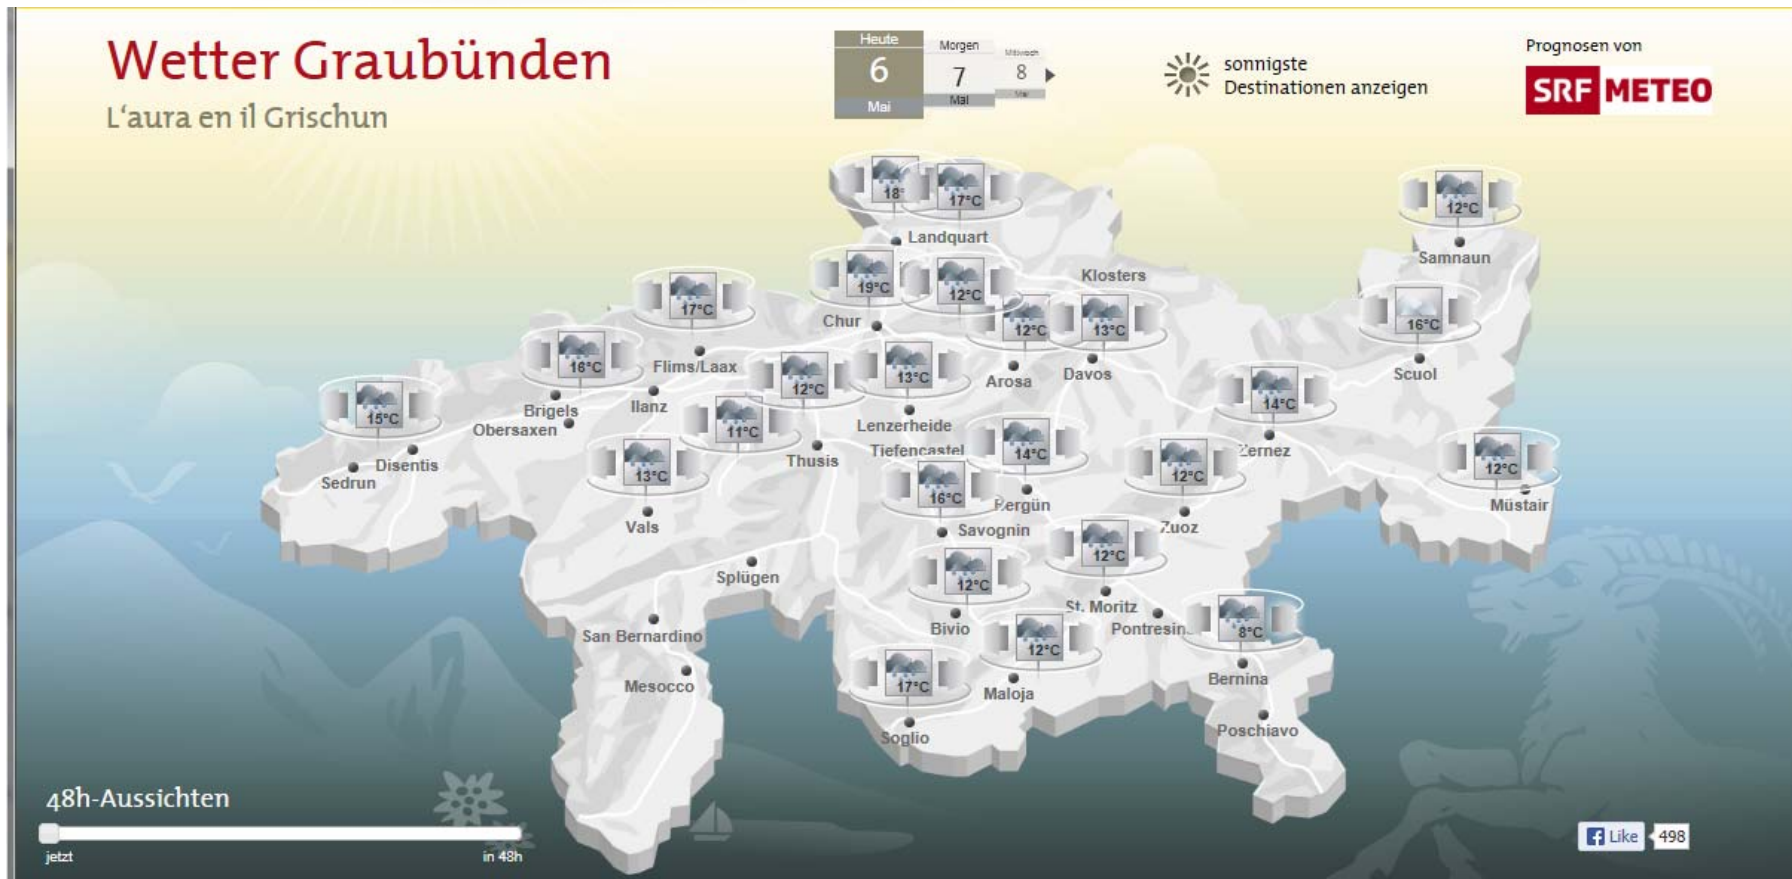 Wetter Graubünden
L'aura en il Grischun
Heute
6
Mai
Morgen
7
Mai
Mittwoch
8
Mai
sonnigste
Destinationen anzeigen
Prognosen von
SRF METEO
18°
17°C
Landquart
12°C
Samnaun
19°C
Chur
12°C
Klosters
17°C
Flims/Laax
12°C
Arosa
13°C
Davos
16°C
Scuol
16°C
Brigels
Ilanz
Obersaxen
12°C
13°C
Lenzerheide
Tiefencastel
14°C
Zernez
15°C
Disentis
Sedrun
11°C
Thusis
13°C
Vals
14°C
Bergün
12°C
Zuoz
12°C
Müstair
16°C
Savognin
12°C
St. Moritz
Splügen
12°C
Bivio
Pontresina
8°C
Bernina
San Bernardino
12°C
Maloja
Mesocco
17°C
Soglio
Poschiavo
48h-Aussichten
jetzt
in 48h
Like
498